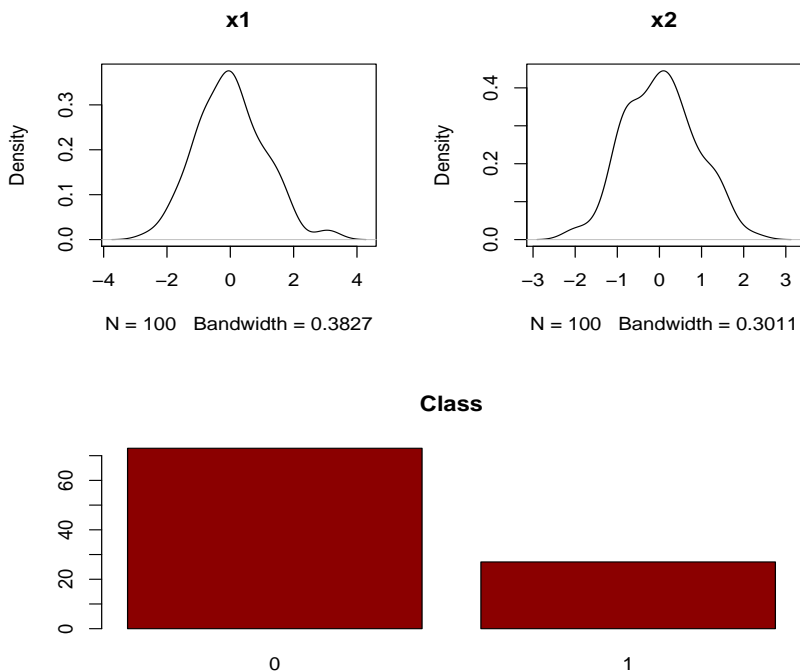 x1
Density
0.0 0.1 0.2 0.3
−4 −2 0 2 4
N = 100 Bandwidth = 0.3827
x2
Density
0.0 0.2 0.4
−3 −2 −1 0 1 2 3
N = 100 Bandwidth = 0.3011
Class
0 20 40 60
0 1